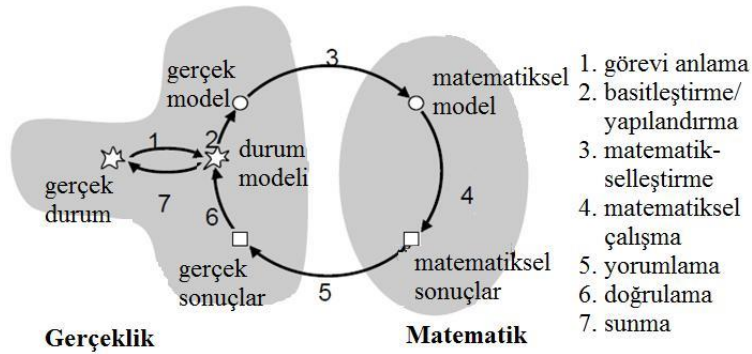 3
gerçek
model
matematiksel
model
1
2
durum
modeli
gerçek
durum
7
6
4
gerçek
sonuçlar
5
matematiksel
sonuçlar
Gerçeklik
Matematik
1. görevi anlama
2. basitleştirme/
yapılandırma
3. matematik-
selleştirme
4. matematiksel
çalışma
5. yorumlama
6. doğrulama
7. sunma